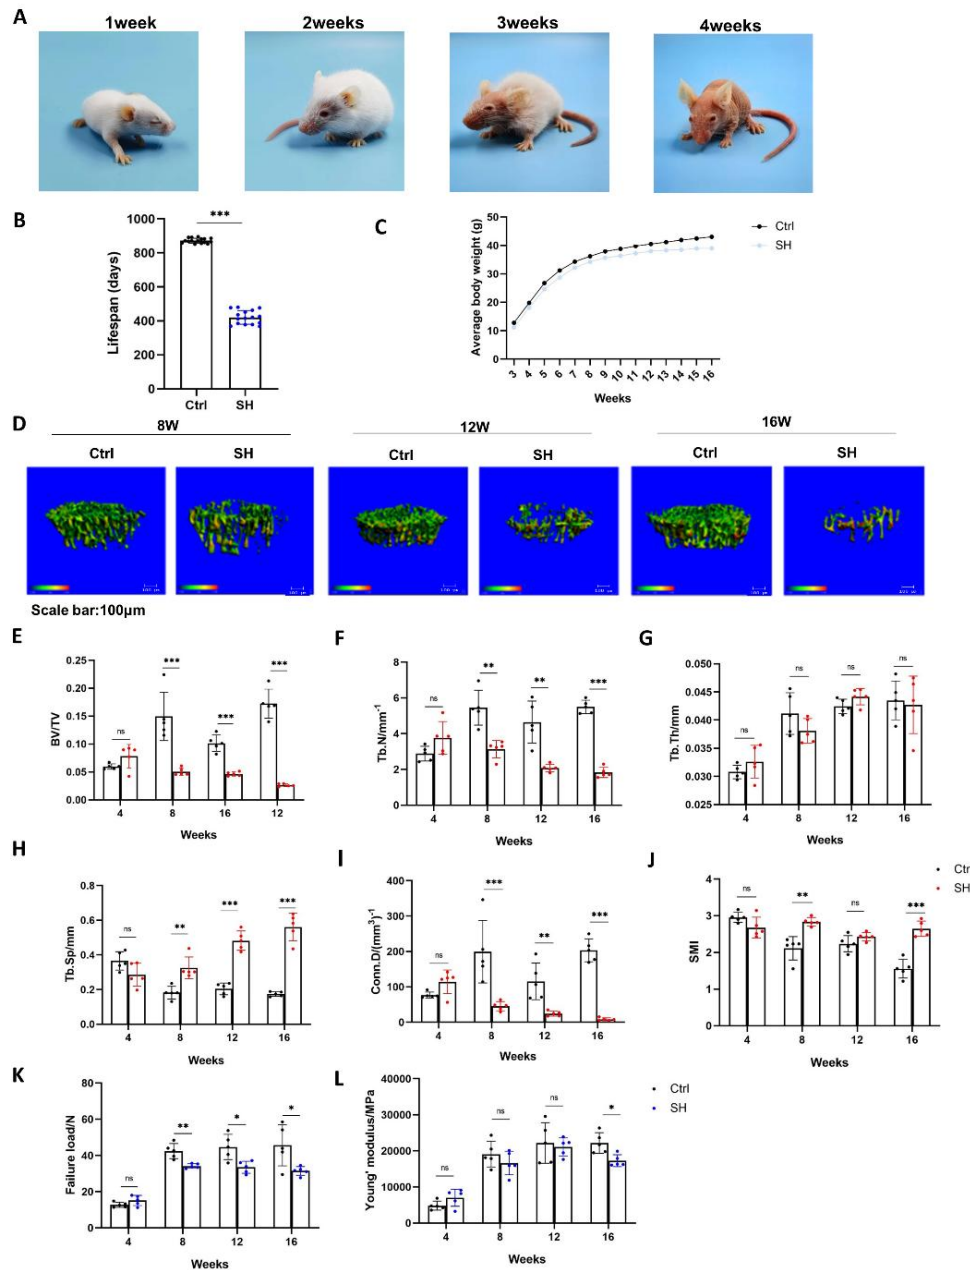 A
1week
2weeks
3weeks
4weeks
B
***
Lifespan (days)
1000
800
600
400
200
0
Ctrl
SH
C
Average body weight (g)
50
40
30
20
10
0
3 4 5 6 7 8 9 10 11 12 13 14 15 16
Weeks
Ctrl
SH
D
8W
12W
16W
Ctrl
SH
Ctrl
SH
Ctrl
SH
Scale bar:100μm
E
BV/TV
0.25
0.20
0.15
0.10
0.05
0.00
ns
***
***
***
4 8 16 12
Weeks
F
Tb.N/mm-1
6
4
2
0
ns
**
**
***
4 8 12 16
Weeks
G
Tb.Th/mm
0.050
0.045
0.040
0.035
0.030
0.025
ns
ns
ns
ns
4 8 12 16
Weeks
H
Tb.Sp/mm
0.8
0.6
0.4
0.2
0.0
ns
**
***
***
4 8 12 16
Weeks
I
Conn.D/(mm³)-1
400
300
200
100
0
ns
***
**
***
4 8 12 16
Weeks
J
SMI
4
3
2
1
0
ns
**
ns
***
4 8 12 16
Weeks
Ctr
SH
K
Failure load/N
80
60
40
20
0
ns
**
*
*
4 8 12 16
Weeks
L
Young' modulus/MPa
40000
30000
20000
10000
0
ns
ns
ns
*
4 8 12 16
Weeks
Ctrl
SH